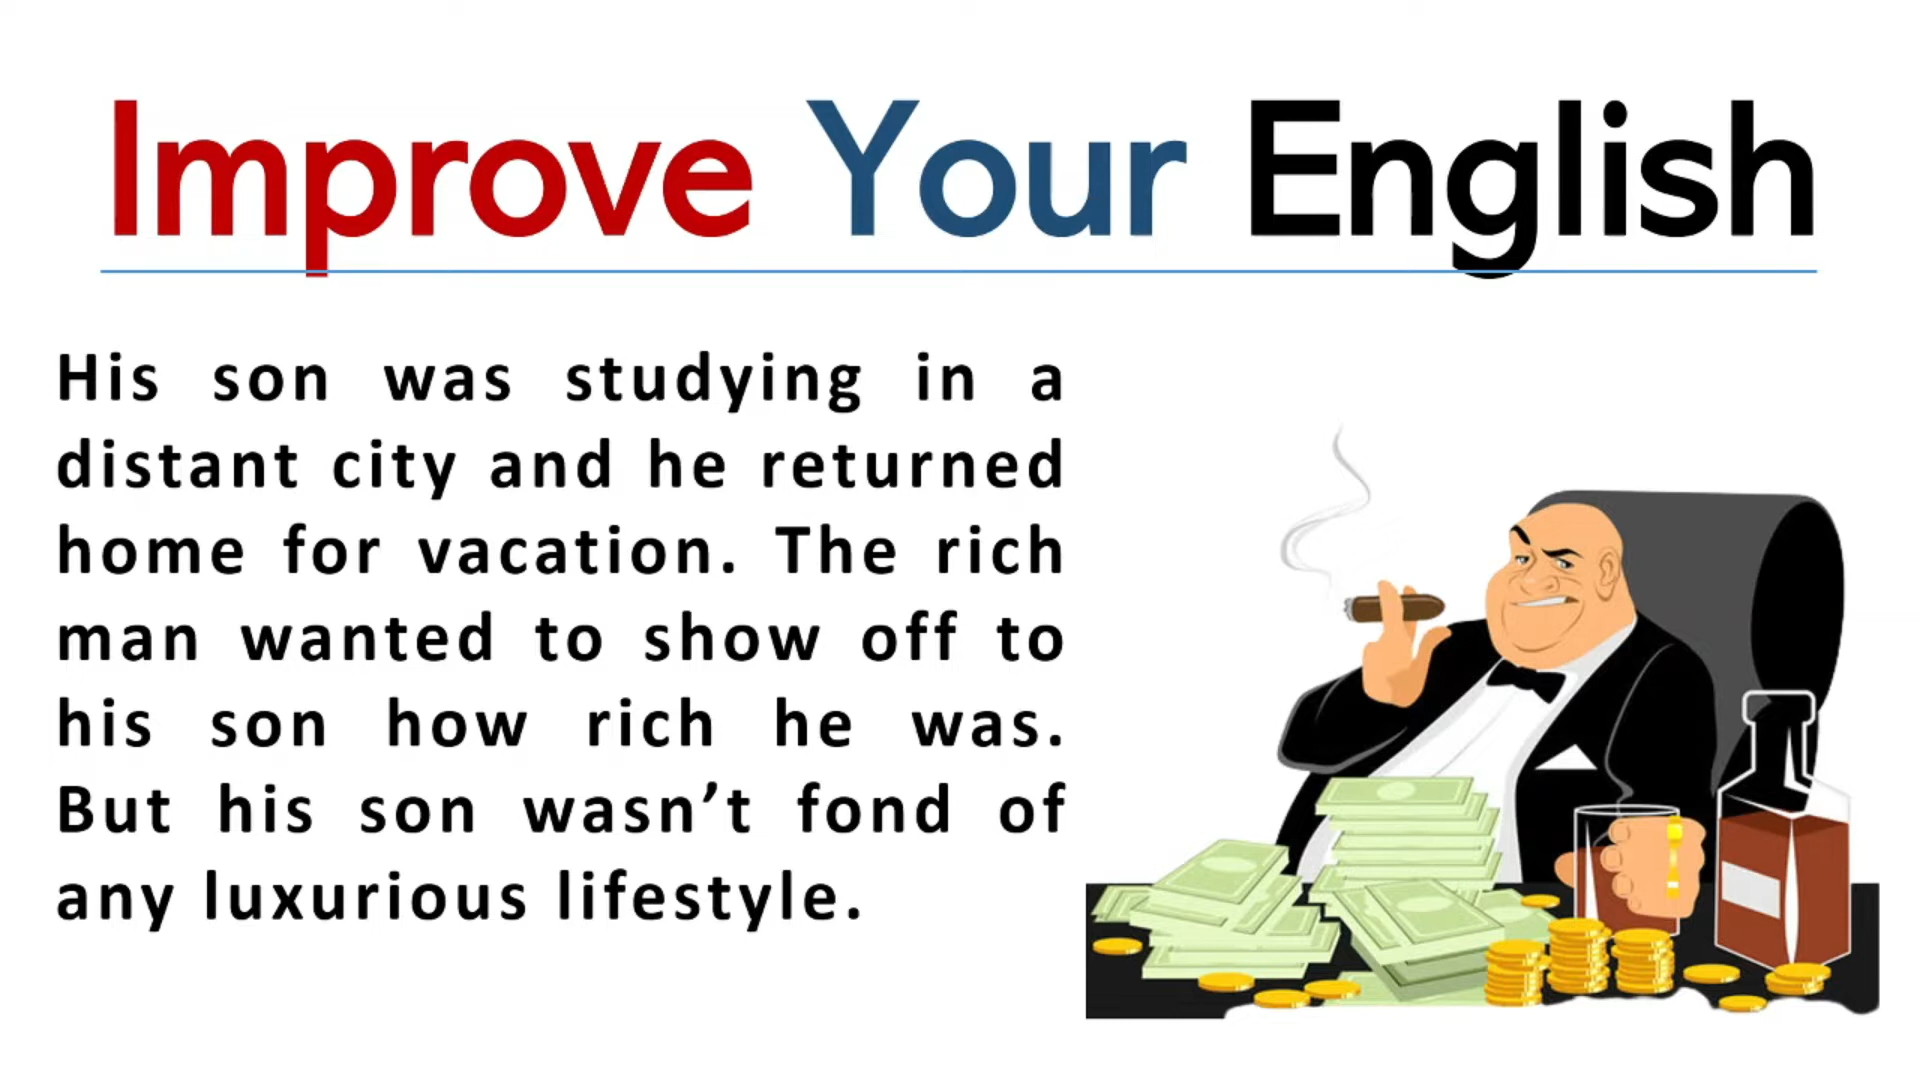 Improve Your English
His son was studying in a
distant city and he returned
home for vacation. The rich
man wanted to show off to
his son how rich he was.
But his son wasn’t fond of
any luxurious lifestyle.